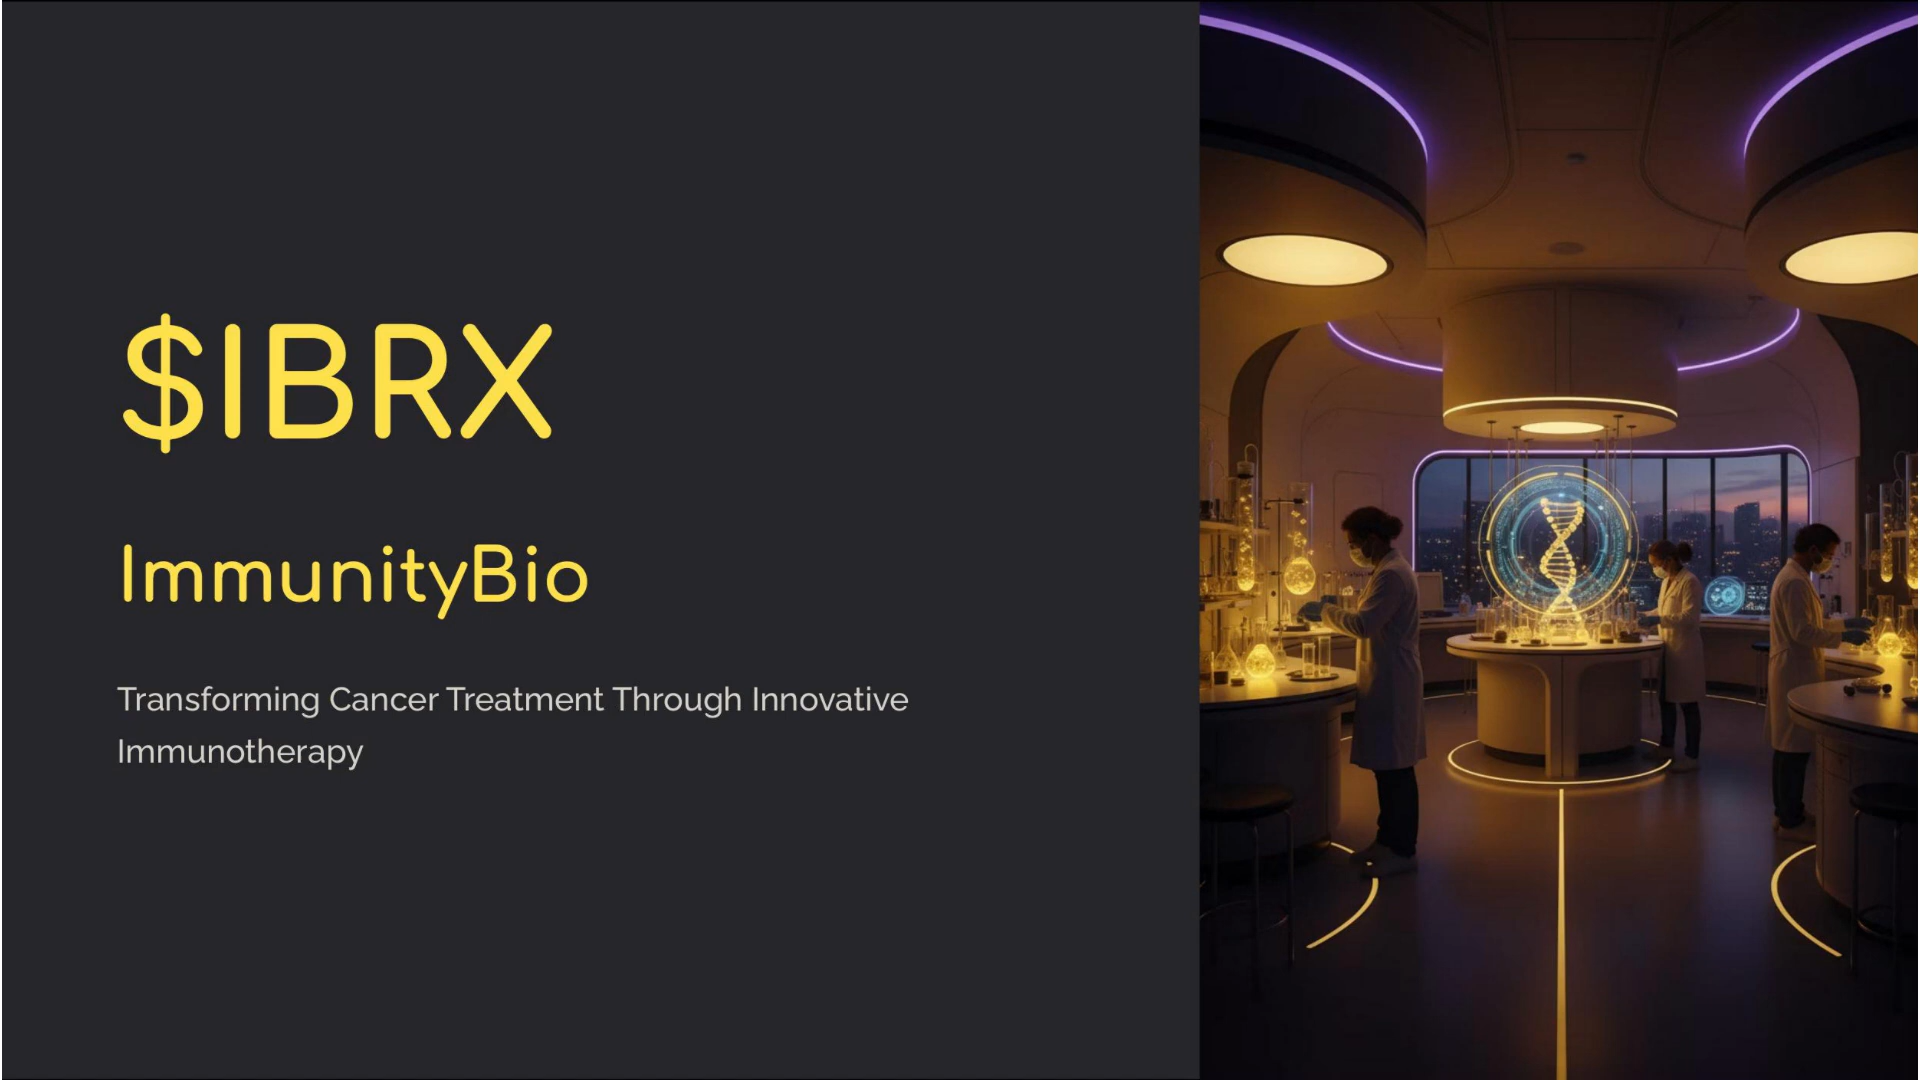 $IBRX
ImmunityBio
Transforming Cancer Treatment Through Innovative
Immunotherapy